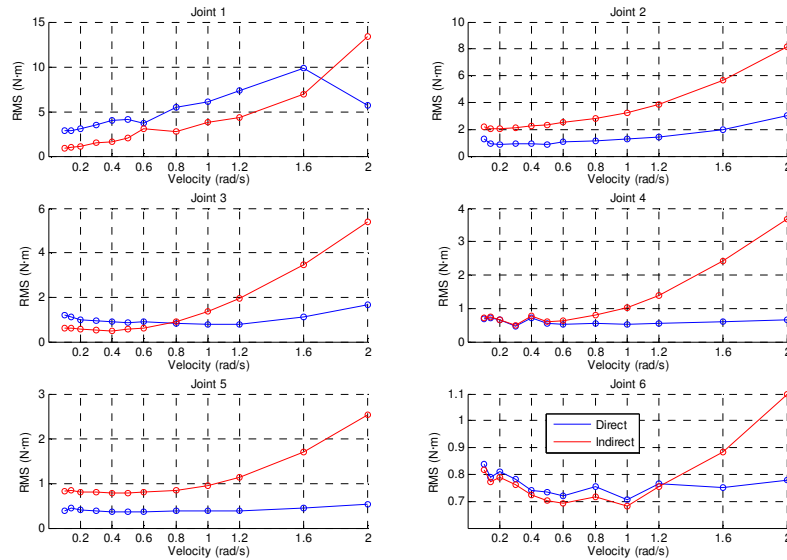 Joint 1
RMS (N·m)
15
10
5
0
0.2 0.4 0.6 0.8 1 1.2 1.6 2
Velocity (rad/s)
Joint 2
RMS (N·m)
10
8
6
4
2
0
0.2 0.4 0.6 0.8 1 1.2 1.6 2
Velocity (rad/s)
Joint 3
RMS (N·m)
6
4
2
0
0.2 0.4 0.6 0.8 1 1.2 1.6 2
Velocity (rad/s)
Joint 4
RMS (N·m)
4
3
2
1
0
0.2 0.4 0.6 0.8 1 1.2 1.6 2
Velocity (rad/s)
Joint 5
RMS (N·m)
3
2
1
0
0.2 0.4 0.6 0.8 1 1.2 1.6 2
Velocity (rad/s)
Joint 6
RMS (N·m)
1.1
1
0.9
0.8
0.7
Direct
Indirect
0.2 0.4 0.6 0.8 1 1.2 1.6 2
Velocity (rad/s)